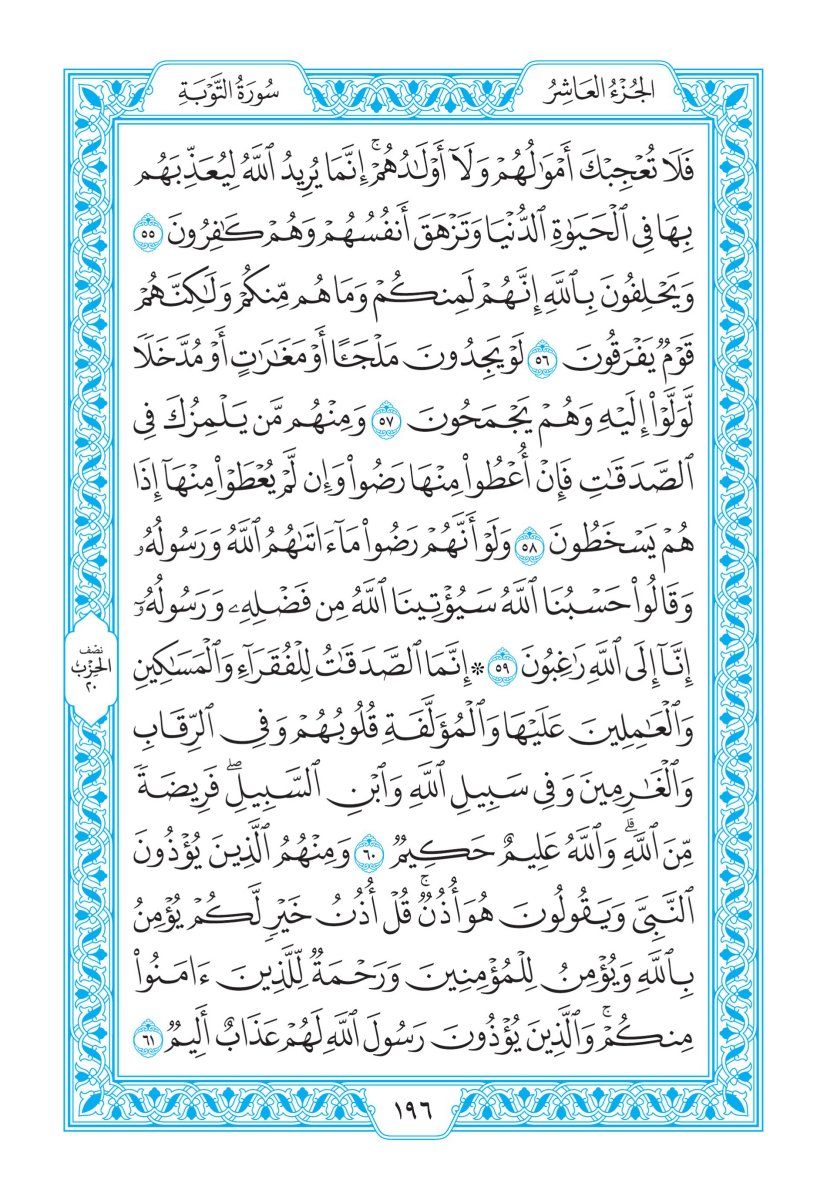 الجُزْءُ العَاشِرُ
سُورَةُ التَّوْبَةِ
فَلَا تُعْجِبْكَ أَمْوَٰلُهُمْ وَلَآ أَوْلَٰدُهُمْۚ إِنَّمَا يُرِيدُ ٱللَّهُ لِيُعَذِّبَهُم
بِهَا فِى ٱلْحَيَوٰةِ ٱلدُّنْيَا وَتَزْهَقَ أَنفُسُهُمْ وَهُمْ كَٰفِرُونَ ٥٥
وَيَحْلِفُونَ بِٱللَّهِ إِنَّهُمْ لَمِنكُمْ وَمَا هُم مِّنكُمْ وَلَٰكِنَّهُمْ
قَوْمٌ يَفْرَقُونَ ٥٦ لَوْ يَجِدُونَ مَلْجَـًٔا أَوْ مَغَٰرَٰتٍ أَوْ مُدَّخَلًا
لَّوَلَّوْا۟ إِلَيْهِ وَهُمْ يَجْمَحُونَ ٥٧ وَمِنْهُم مَّن يَلْمِزُكَ فِى
ٱلصَّدَقَٰتِ فَإِنْ أُعْطُوا۟ مِنْهَا رَضُوا۟ وَإِن لَّمْ يُعْطَوْا۟ مِنْهَآ إِذَا
هُمْ يَسْخَطُونَ ٥٨ وَلَوْ أَنَّهُمْ رَضُوا۟ مَآ ءَاتَىٰهُمُ ٱللَّهُ وَرَسُولُهُۥ
وَقَالُوا۟ حَسْبُنَا ٱللَّهُ سَيُؤْتِينَا ٱللَّهُ مِن فَضْلِهِۦ وَرَسُولُهُۥٓ
إِنَّآ إِلَى ٱللَّهِ رَٰغِبُونَ ٥٩ ۞ إِنَّمَا ٱلصَّدَقَٰتُ لِلْفُقَرَآءِ وَٱلْمَسَٰكِينِ
وَٱلْعَٰمِلِينَ عَلَيْهَا وَٱلْمُؤَلَّفَةِ قُلُوبُهُمْ وَفِى ٱلرِّقَابِ
وَٱلْغَٰرِمِينَ وَفِى سَبِيلِ ٱللَّهِ وَٱبْنِ ٱلسَّبِيلِۖ فَرِيضَةً
مِّنَ ٱللَّهِۗ وَٱللَّهُ عَلِيمٌ حَكِيمٌ ٦٠ وَمِنْهُمُ ٱلَّذِينَ يُؤْذُونَ
ٱلنَّبِىَّ وَيَقُولُونَ هُوَ أُذُنٌۚ قُلْ أُذُنُ خَيْرٍ لَّكُمْ يُؤْمِنُ
بِٱللَّهِ وَيُؤْمِنُ لِلْمُؤْمِنِينَ وَرَحْمَةٌ لِّلَّذِينَ ءَامَنُوا۟
مِنكُمْۚ وَٱلَّذِينَ يُؤْذُونَ رَسُولَ ٱللَّهِ لَهُمْ عَذَابٌ أَلِيمٌ ٦١
نصف
الحزب
٢٠
١٩٦